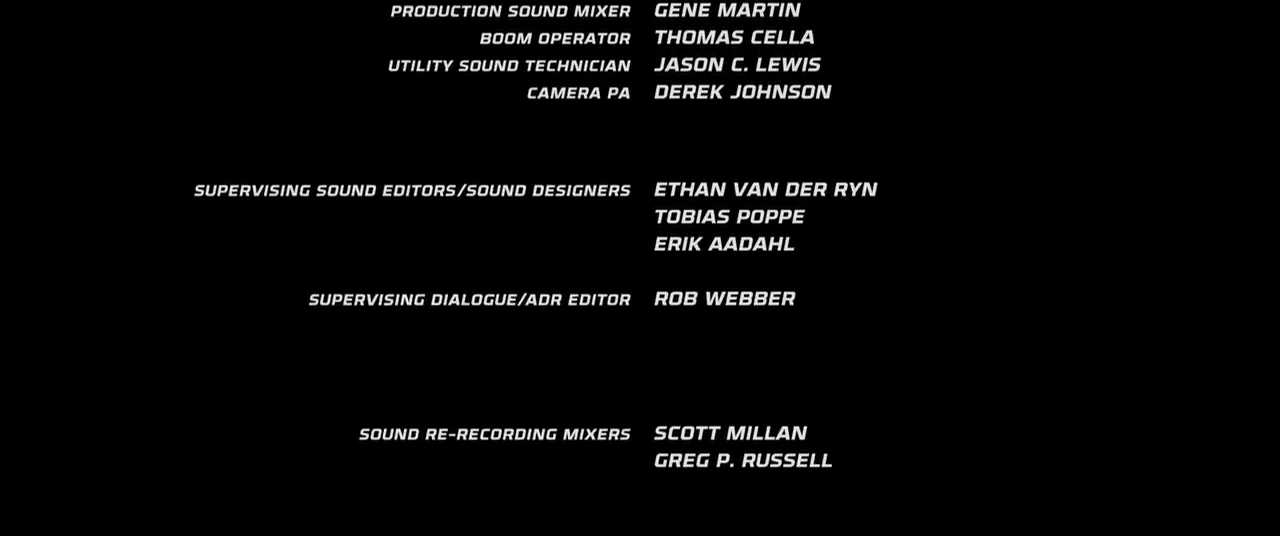 PRODUCTION SOUND MIXER GENE MARTIN
BOOM OPERATOR THOMAS CELLA
UTILITY SOUND TECHNICIAN JASON C. LEWIS
CAMERA PA DEREK JOHNSON
SUPERVISING SOUND EDITORS/SOUND DESIGNERS ETHAN VAN DER RYN
TOBIAS POPPE
ERIK AADAHL
SUPERVISING DIALOGUE/ADR EDITOR ROB WEBBER
SOUND RE-RECORDING MIXERS SCOTT MILLAN
GREG P. RUSSELL